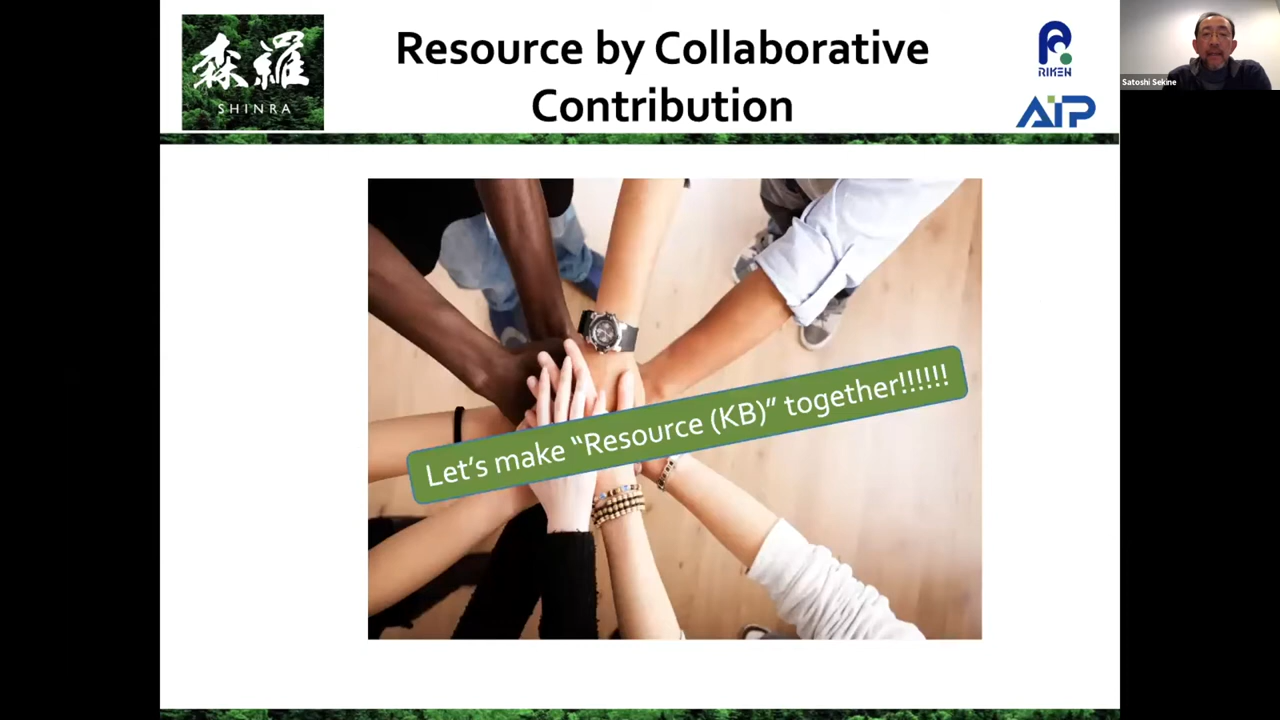 森羅
SHINRA
Resource by Collaborative
Contribution
RIKEN
AIP
Satoshi Sekine
Let's make “Resource (KB)” together!!!!!!